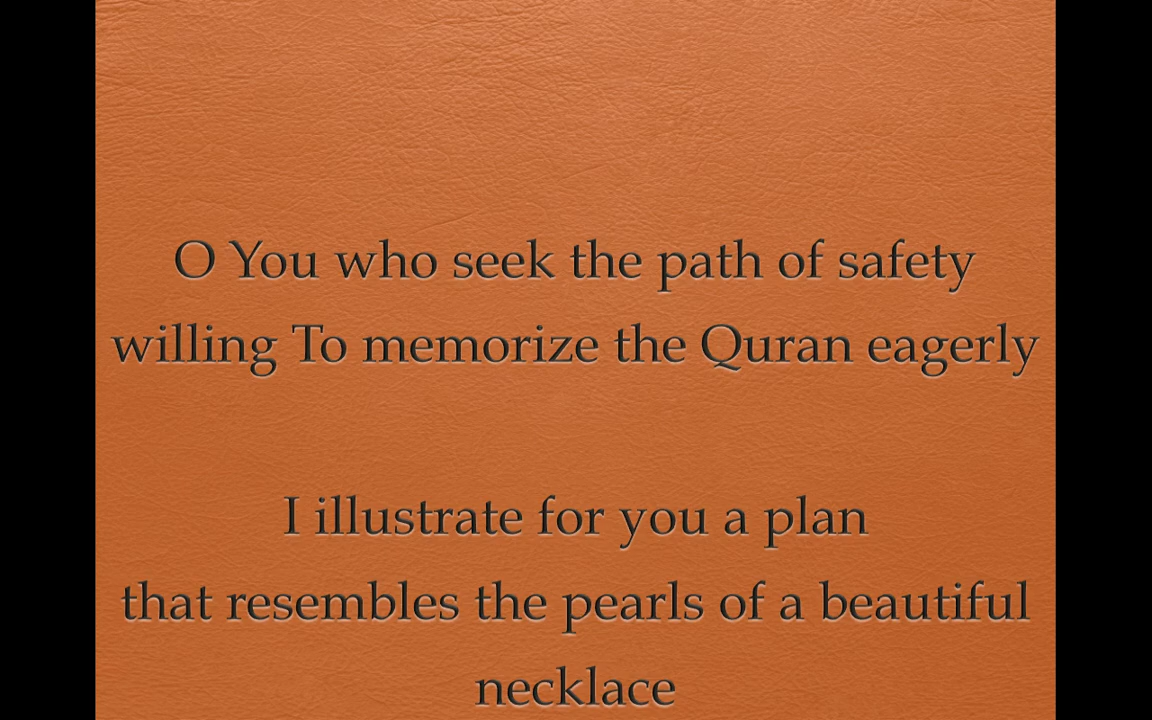 O You who seek the path of safety
willing To memorize the Quran eagerly
I illustrate for you a plan
that resembles the pearls of a beautiful
necklace